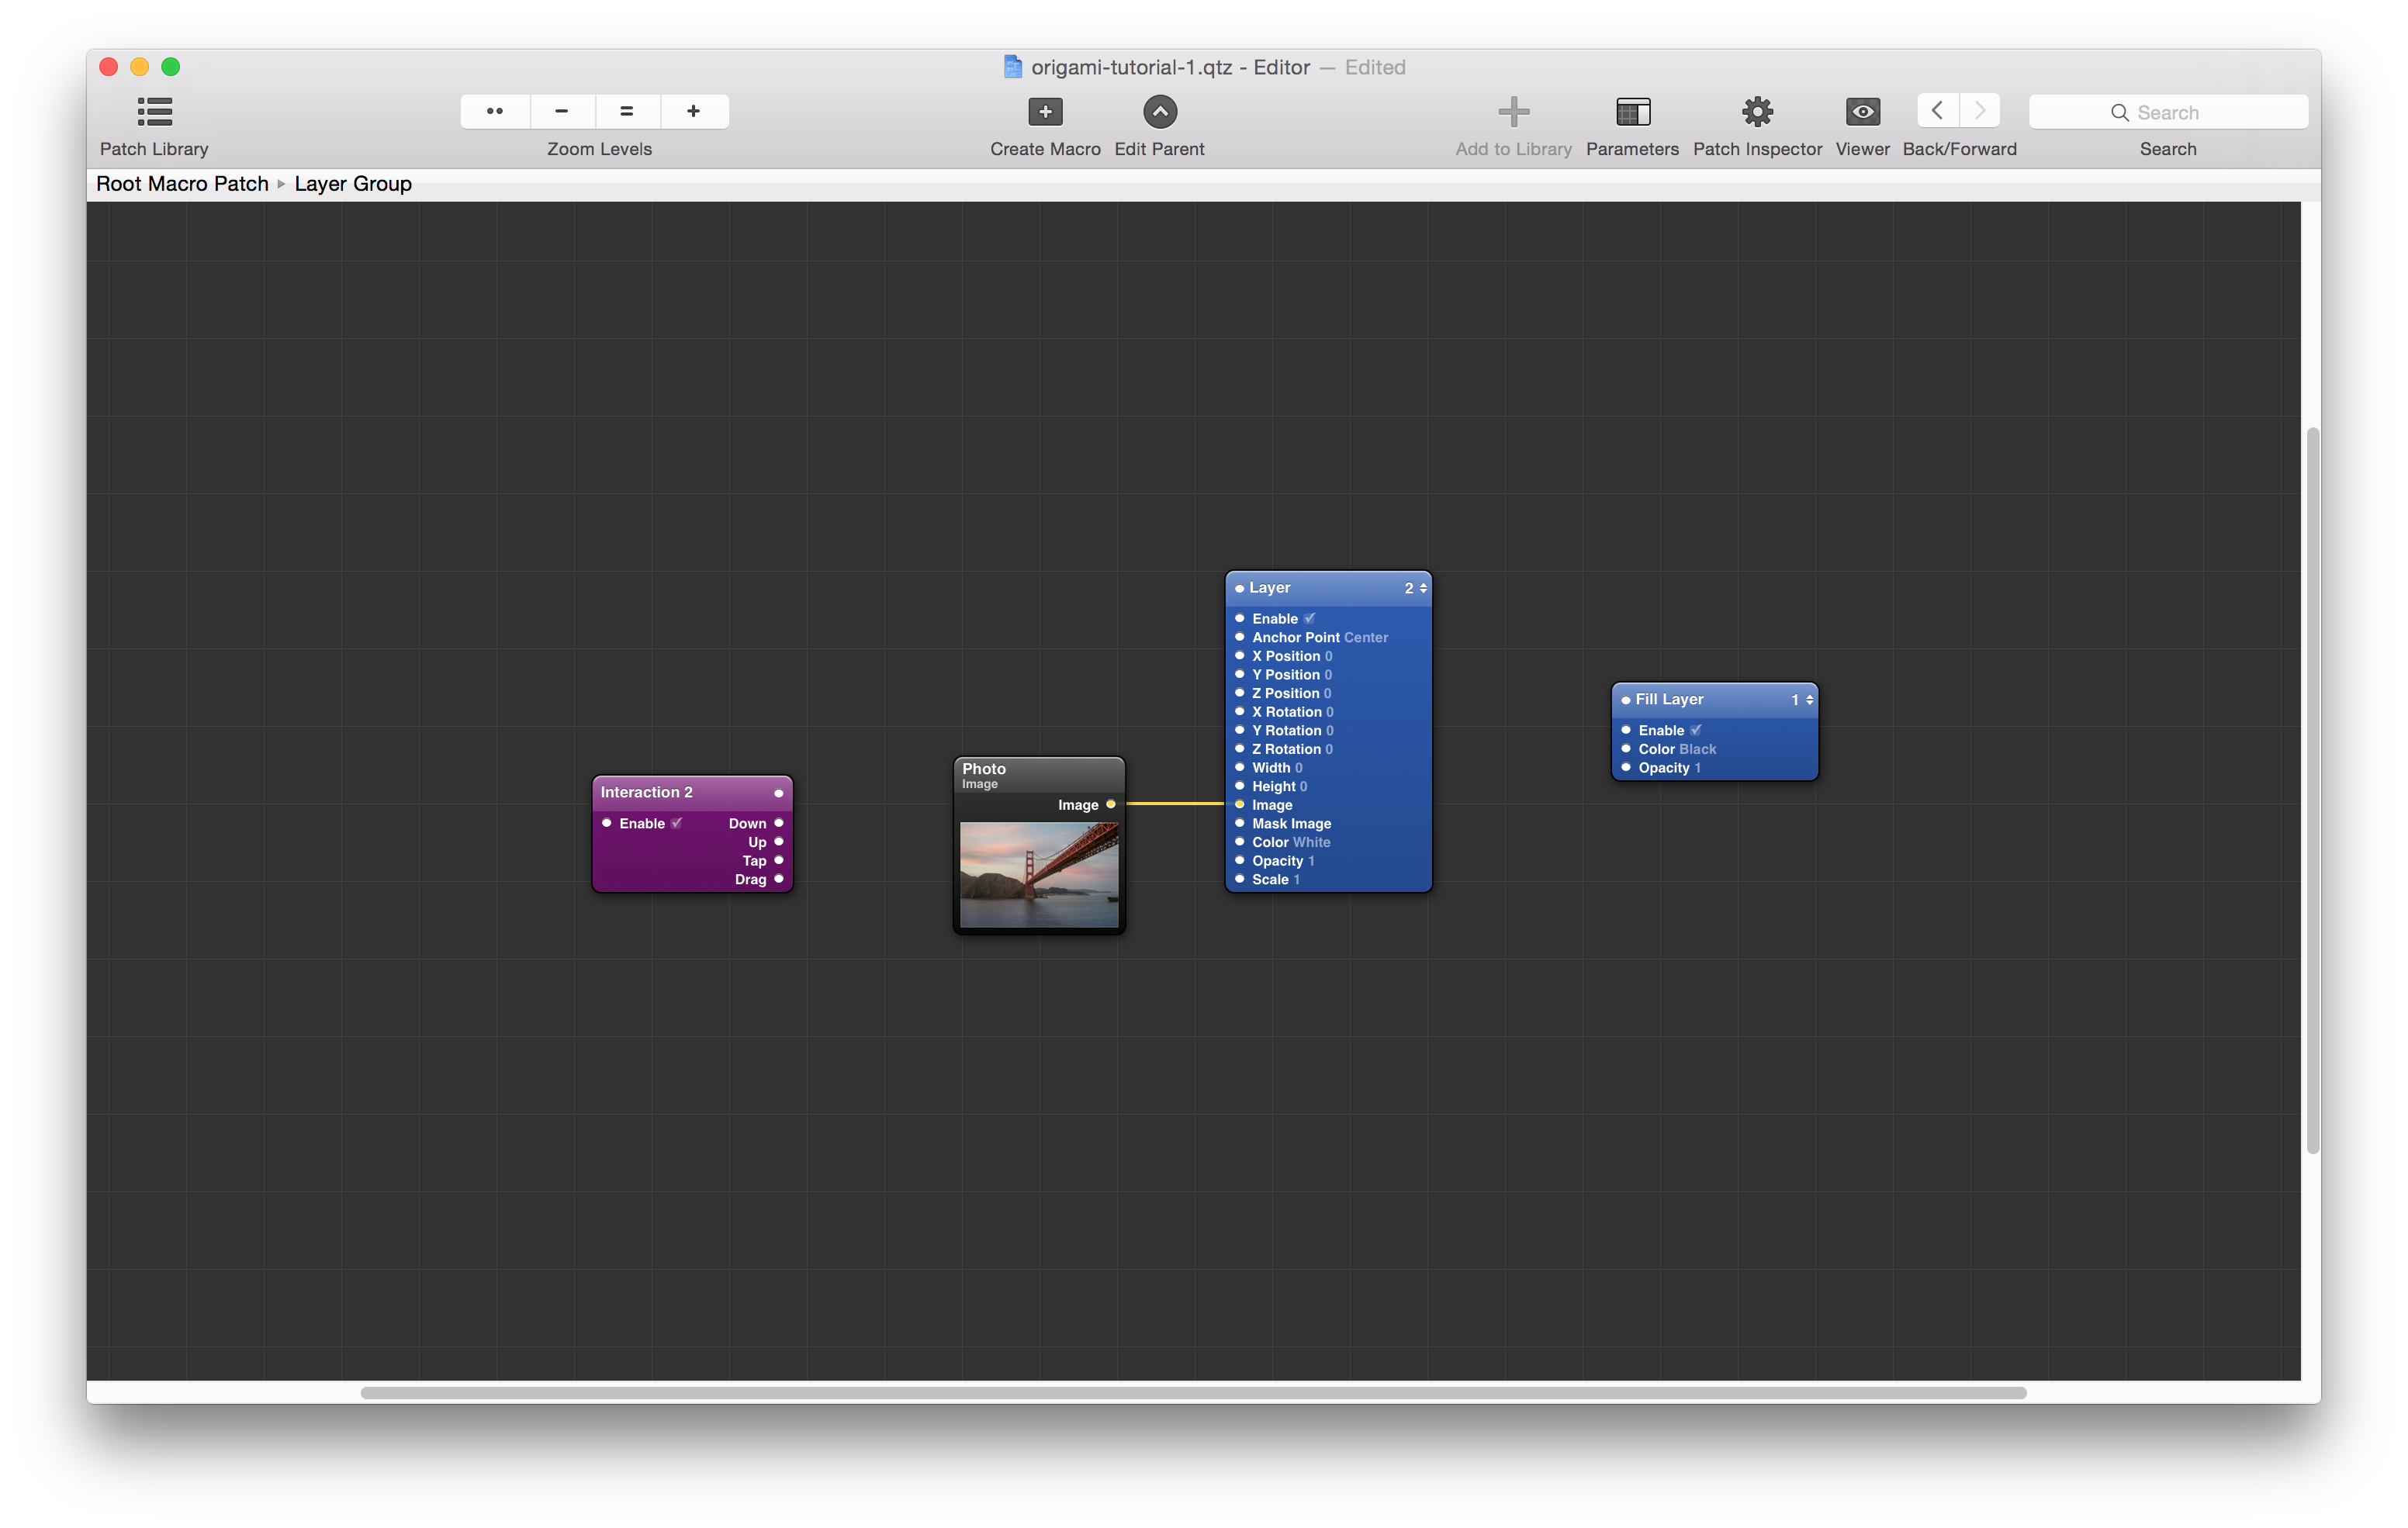 origami-tutorial-1.qtz - Editor — Edited
Patch Library
Zoom Levels
Create Macro
Edit Parent
Add to Library
Parameters
Patch Inspector
Viewer
Back/Forward
Search
Search
Root Macro Patch ▸ Layer Group
Interaction 2
Enable
Down
Up
Tap
Drag
Photo
Image
Image
Layer 2
Enable
Anchor Point Center
X Position 0
Y Position 0
Z Position 0
X Rotation 0
Y Rotation 0
Z Rotation 0
Width 0
Height 0
Image
Mask Image
Color White
Opacity 1
Scale 1
Fill Layer 1
Enable
Color Black
Opacity 1